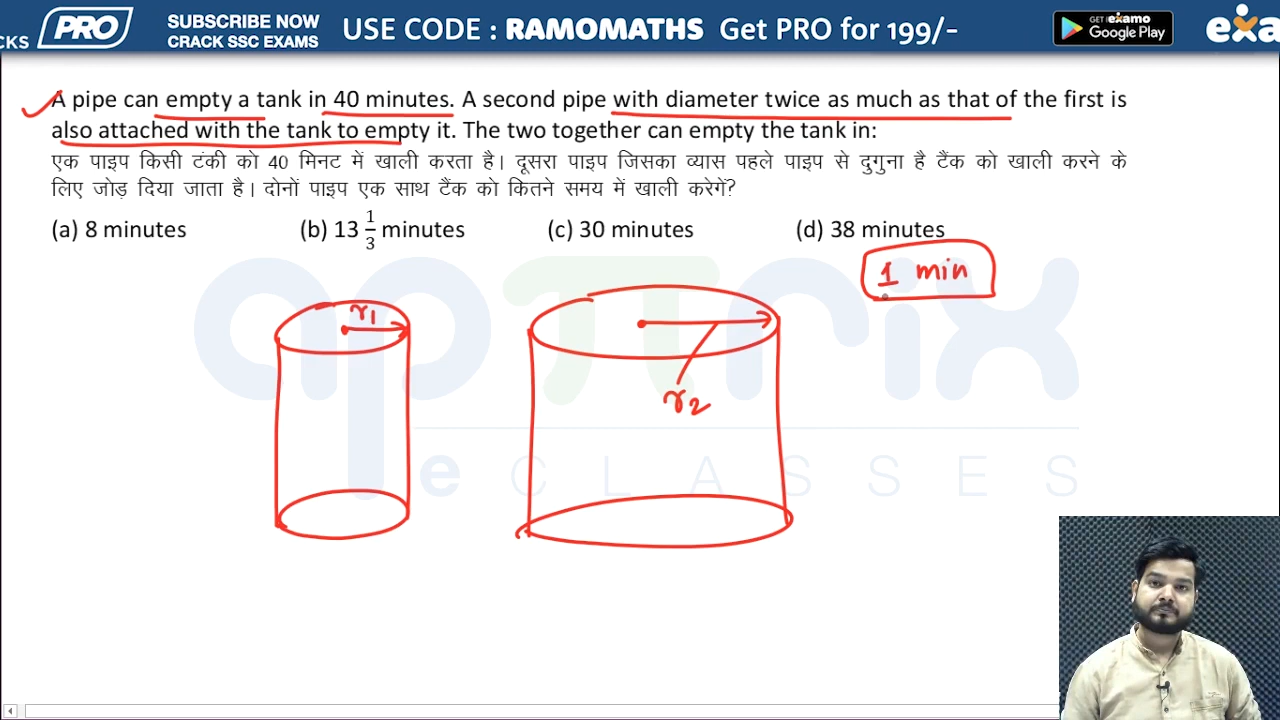 CKS PRO SUBSCRIBE NOW CRACK SSC EXAMS USE CODE : RAMOMATHS Get PRO for 199/- GET I examo Google Play exa
A pipe can empty a tank in 40 minutes. A second pipe with diameter twice as much as that of the first is
also attached with the tank to empty it. The two together can empty the tank in:
एक पाइप किसी टंकी को 40 मिनट में खाली करता है। दूसरा पाइप जिसका व्यास पहले पाइप से दुगुना है टैंक को खाली करने के
लिए जोड़ दिया जाता है। दोनों पाइप एक साथ टैंक को कितने समय में खाली करेगें?
(a) 8 minutes (b) 13 1/3 minutes (c) 30 minutes (d) 38 minutes
1 min
r1
r2
apπrix
e CLASSES